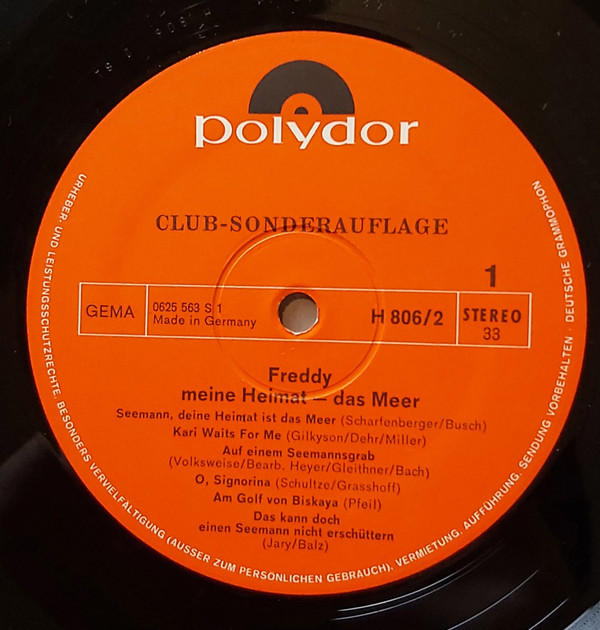 polydor
CLUB-SONDERAUFLAGE
1
GEMA
0625 563 S 1
Made in Germany
H 806/2
STEREO
33
Freddy
meine Heimat – das Meer
Seemann, deine Heimat ist das Meer (Scharfenberger/Busch)
Kari Waits For Me (Gilkyson/Dehr/Miller)
Auf einem Seemannsgrab
(Volksweise/Bearb. Heyer/Gleithner/Bach)
O, Signorina (Schultze/Grasshoff)
Am Golf von Biskaya (Pfeil)
Das kann doch
einen Seemann nicht erschüttern
(Jary/Balz)
URHEBER- UND LEISTUNGSSCHUTZRECHTE, BESONDERS VERVIELFÄLTIGUNG (AUSSER ZUM PERSÖNLICHEN GEBRAUCH), VERMIETUNG, AUFFÜHRUNG, SENDUNG VORBEHALTEN · DEUTSCHE GRAMMOPHON